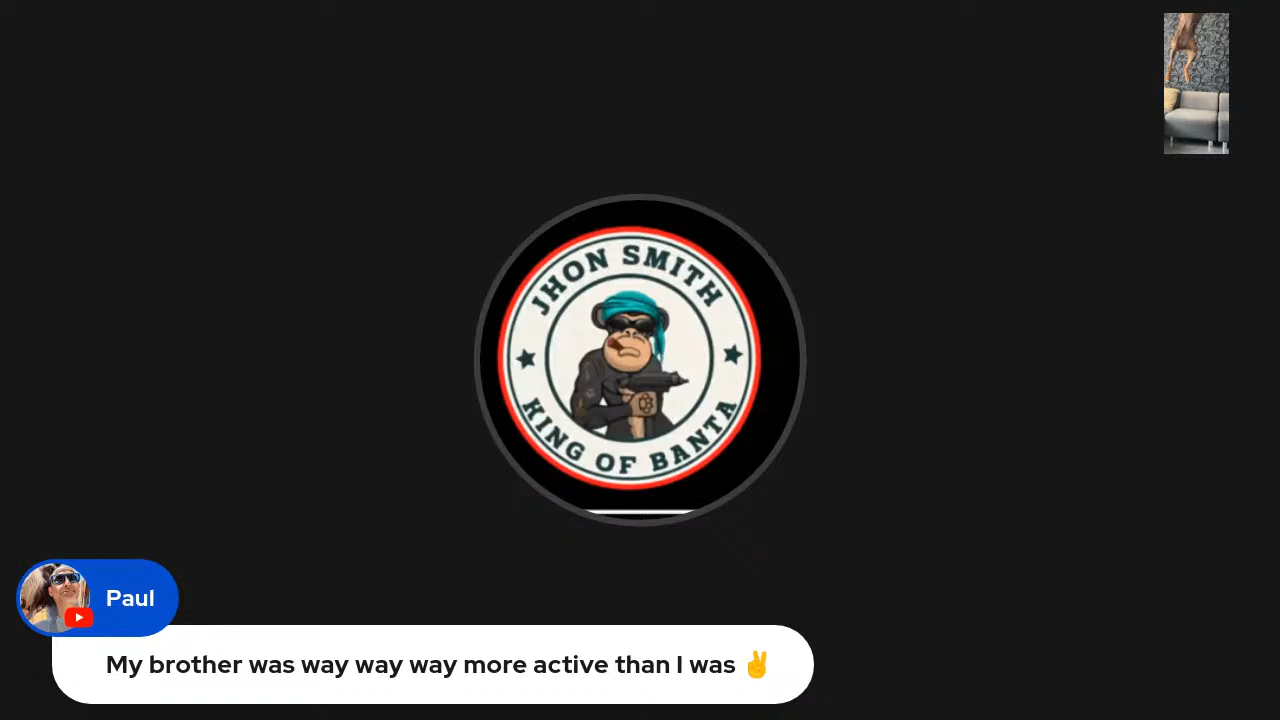 JHON SMITH
KING OF BANTA
Paul
My brother was way way way more active than I was ✌️